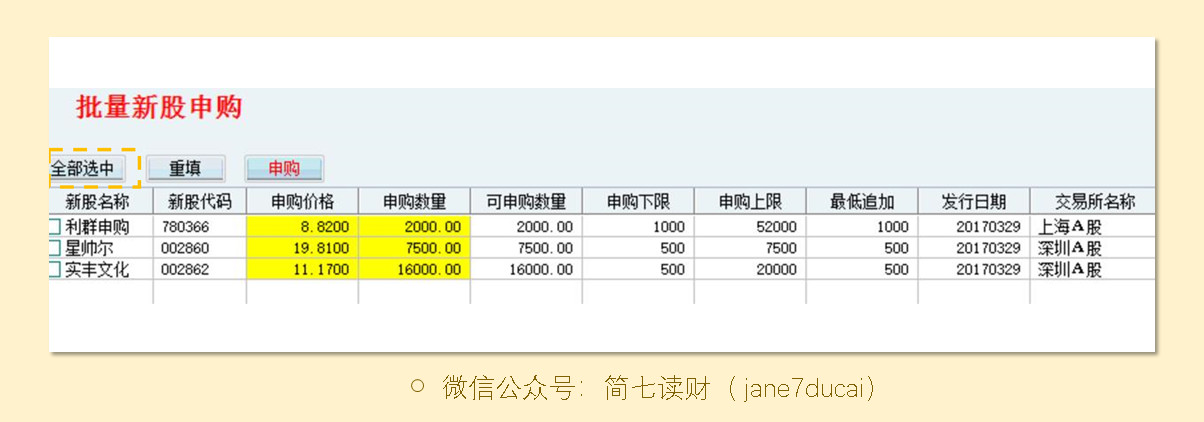 批量新股申购
全部选中 重填 申购
新股名称 新股代码 申购价格 申购数量 可申购数量 申购下限 申购上限 最低追加 发行日期 交易所名称
利群申购 780366 8.8200 2000.00 2000.00 1000 52000 1000 20170329 上海A股
星帅尔 002860 19.8100 7500.00 7500.00 500 7500 500 20170329 深圳A股
实丰文化 002862 11.1700 16000.00 16000.00 500 20000 500 20170329 深圳A股
微信公众号：简七读财（jane7ducai）